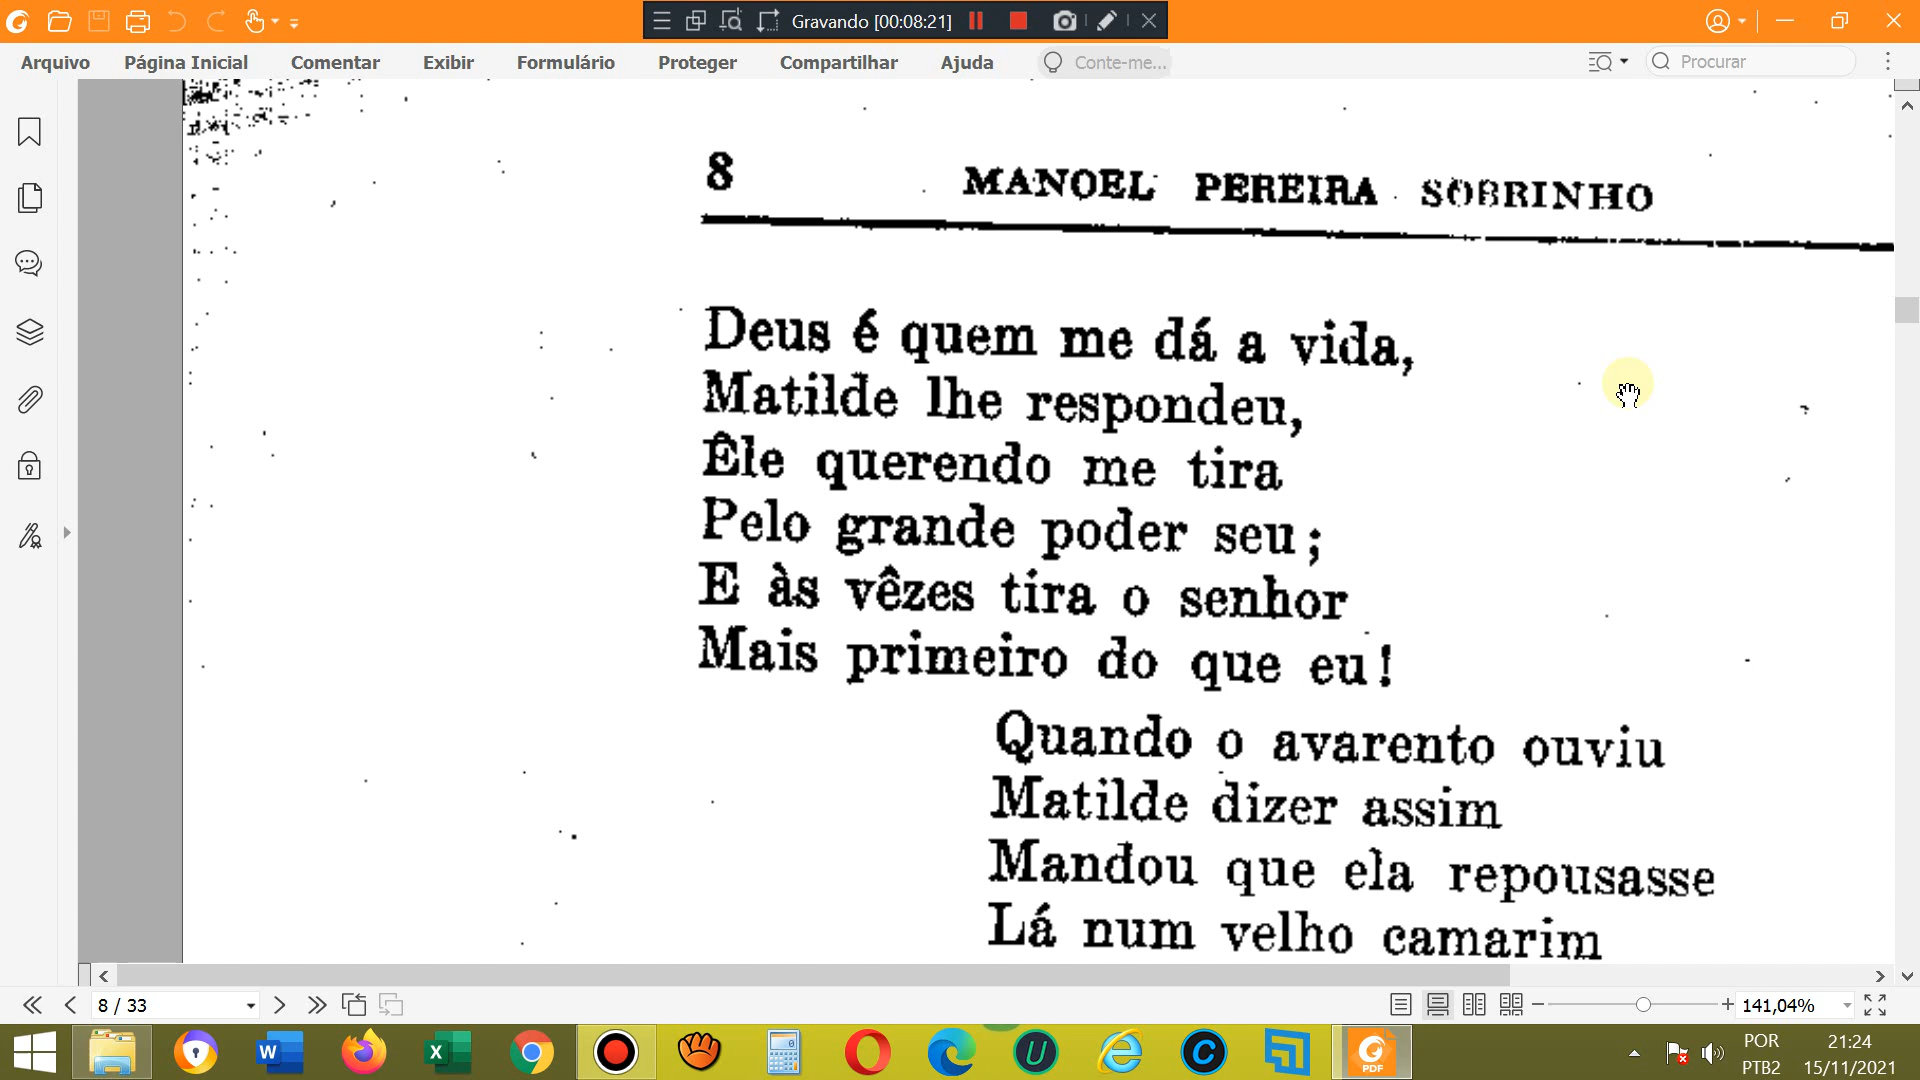 Gravando [00:08:21]
Arquivo Página Inicial Comentar Exibir Formulário Proteger Compartilhar Ajuda Conte-me... Procurar
8 MANOEL PEREIRA SOBRINHO
Deus é quem me dá a vida,
Matilde lhe respondeu,
Êle querendo me tira
Pelo grande poder seu;
E às vêzes tira o senhor
Mais primeiro do que eu!
Quando o avarento ouviu
Matilde dizer assim
Mandou que ela repousasse
Lá num velho camarim
8 / 33 141,04%
POR 21:24
PTB2 15/11/2021